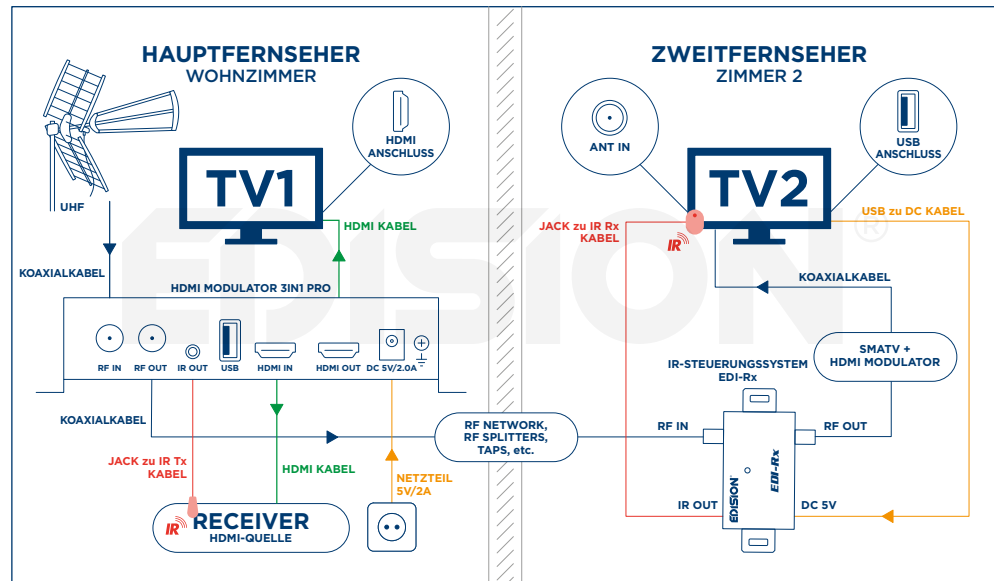 HAUPTFERNSEHER
WOHNZIMMER
HDMI
ANSCHLUSS
TV1
UHF
HDMI KABEL
KOAXIALKABEL
HDMI MODULATOR 3IN1 PRO
RF IN
RF OUT
IR OUT
USB
HDMI IN
HDMI OUT
DC 5V/2.0A
KOAXIALKABEL
JACK zu IR Tx
KABEL
HDMI KABEL
NETZTEIL
5V/2A
IR
RECEIVER
HDMI-QUELLE
RF NETWORK,
RF SPLITTERS,
TAPS, etc.
EDISION®
ZWEITFERNSEHER
ZIMMER 2
ANT IN
USB
ANSCHLUSS
TV2
JACK zu IR Rx
KABEL
IR
USB zu DC KABEL
KOAXIALKABEL
SMATV +
HDMI MODULATOR
IR-STEUERUNGSSYSTEM
EDI-Rx
RF IN
RF OUT
EDISION®
EDI-Rx
IR OUT
DC 5V